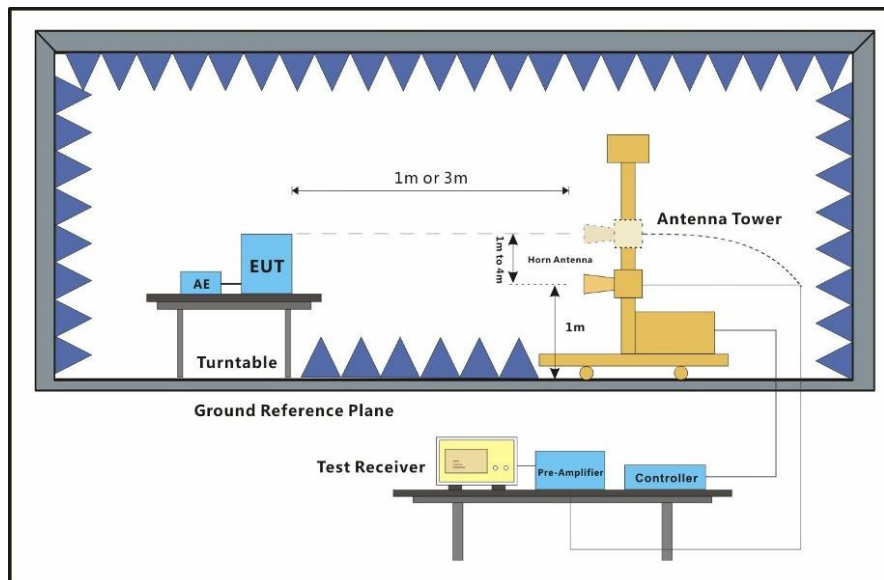 1m or 3m
Antenna Tower
1m to 4m
Horn Antenna
EUT
AE
1m
Turntable
Ground Reference Plane
Test Receiver
Pre-Amplifier
Controller